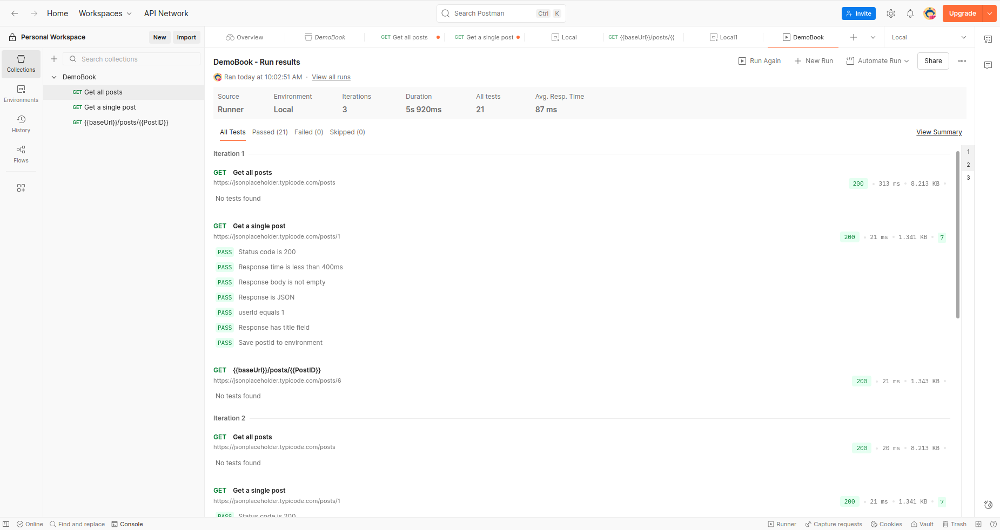 Home Workspaces API Network Search Postman Ctrl K Invite Upgrade
Personal Workspace New Import
Overview DemoBook GET Get all posts GET Get a single post Local GET {{baseUrl}}/posts/{{ Local1 DemoBook Local
Collections
Environments
History
Flows
Search collections
DemoBook
GET Get all posts
GET Get a single post
GET {{baseUrl}}/posts/{{PostID}}
DemoBook - Run results
Run Again New Run Automate Run Share
Ran today at 10:02:51 AM · View all runs
Source Environment Iterations Duration All tests Avg. Resp. Time
Runner Local 3 5s 920ms 21 87 ms
All Tests Passed (21) Failed (0) Skipped (0) View Summary
1
2
3
Iteration 1
GET Get all posts
https://jsonplaceholder.typicode.com/posts
200 313 ms 8.213 KB
No tests found
GET Get a single post
https://jsonplaceholder.typicode.com/posts/1
200 21 ms 1.341 KB 7
PASS Status code is 200
PASS Response time is less than 400ms
PASS Response body is not empty
PASS Response is JSON
PASS userId equals 1
PASS Response has title field
PASS Save postId to environment
GET {{baseUrl}}/posts/{{PostID}}
https://jsonplaceholder.typicode.com/posts/6
200 21 ms 1.343 KB
No tests found
Iteration 2
GET Get all posts
https://jsonplaceholder.typicode.com/posts
200 20 ms 8.213 KB
No tests found
GET Get a single post
https://jsonplaceholder.typicode.com/posts/1
200 21 ms 1.341 KB 7
PASS Status code is 200
Online Find and replace Console Runner Capture requests Cookies Vault Trash